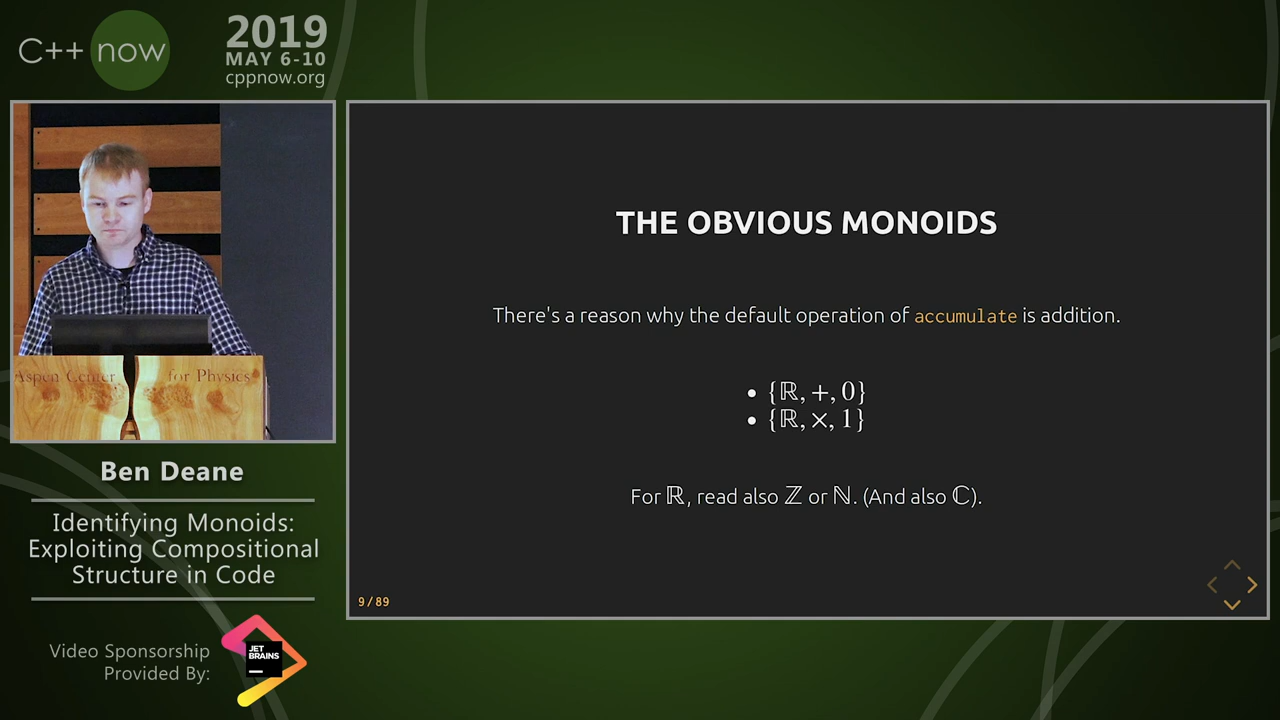 C++ now
2019
MAY 6-10
cppnow.org
Aspen Center for Physics
Ben Deane
Identifying Monoids:
Exploiting Compositional
Structure in Code
Video Sponsorship
Provided By:
JET
BRAINS
THE OBVIOUS MONOIDS
There's a reason why the default operation of accumulate is addition.
• {ℝ, +, 0}
• {ℝ, ×, 1}
For ℝ, read also ℤ or ℕ. (And also ℂ).
9/89